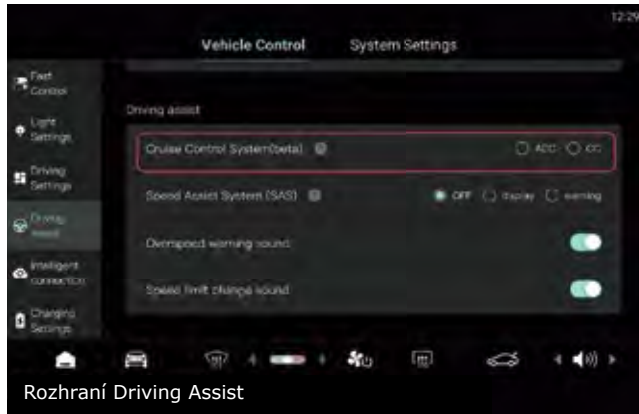 12:29
Vehicle Control System Settings
Fast
Control
Driving assist
Light
Settings
Cruise Control System(beta) ACC CC
Driving
Settings
Speed Assist System (SAS) OFF display warning
Driving
Assist
Overspeed warning sound
Intelligent
connection
Speed limit change sound
Charging
Settings
Rozhraní Driving Assist